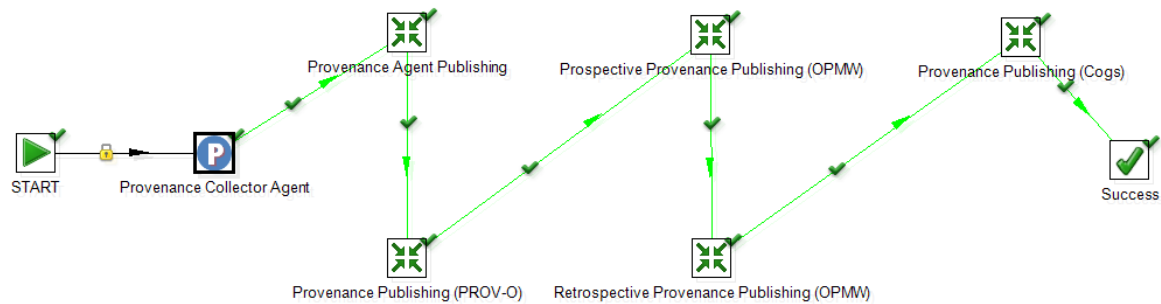 START
P
Provenance Collector Agent
Provenance Agent Publishing
Provenance Publishing (PROV-O)
Prospective Provenance Publishing (OPMW)
Retrospective Provenance Publishing (OPMW)
Provenance Publishing (Cogs)
Success